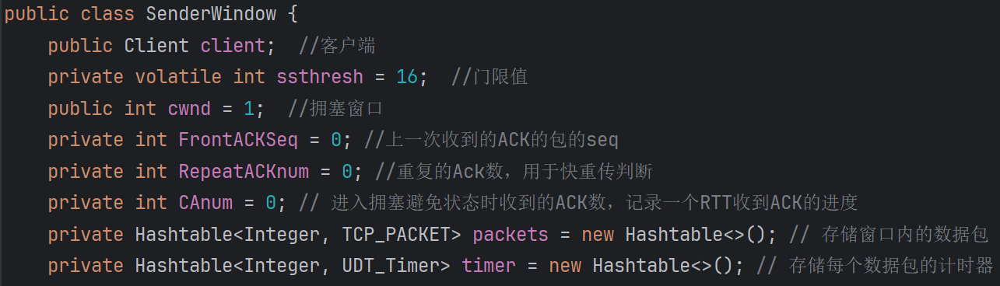 public class SenderWindow {
    public Client client;  //客户端
    private volatile int ssthresh = 16;  //门限值
    public int cwnd = 1;  //拥塞窗口
    private int FrontACKSeq = 0; //上一次收到的ACK的包的seq
    private int RepeatACKnum = 0; //重复的Ack数，用于快重传判断
    private int CAnum = 0; // 进入拥塞避免状态时收到的ACK数，记录一个RTT收到ACK的进度
    private Hashtable<Integer, TCP_PACKET> packets = new Hashtable<>(); // 存储窗口内的数据包
    private Hashtable<Integer, UDT_Timer> timer = new Hashtable<>(); // 存储每个数据包的计时器